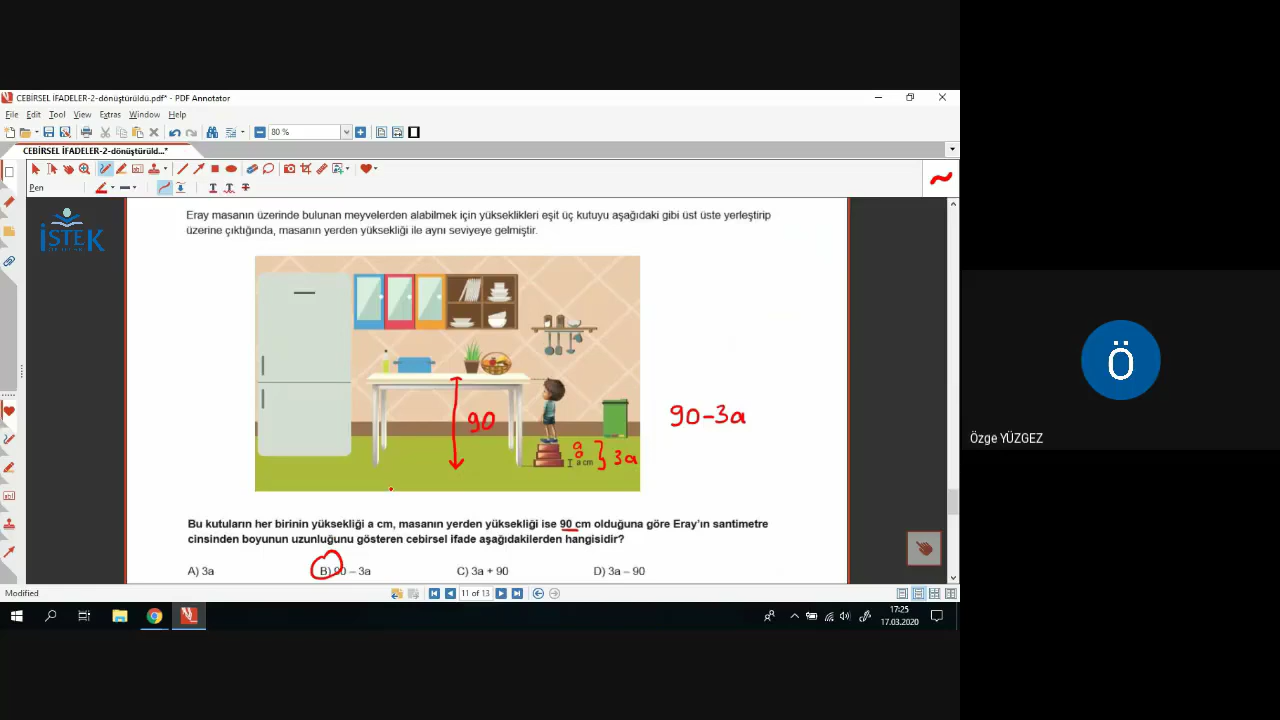 CEBİRSEL İFADELER-2-dönüştürüldü.pdf* - PDF Annotator
File Edit Tool View Extras Window Help
80 %
CEBİRSEL İFADELER-2-dönüştürüld...*
Pen
İSTEK
Eray masanın üzerinde bulunan meyvelerden alabilmek için yükseklikleri eşit üç kutuyu aşağıdaki gibi üst üste yerleştirip
üzerine çıktığında, masanın yerden yüksekliği ile aynı seviyeye gelmiştir.
90
90-3a
a
a
a cm
3a
Bu kutuların her birinin yüksekliği a cm, masanın yerden yüksekliği ise 90 cm olduğuna göre Eray'ın santimetre
cinsinden boyunun uzunluğunu gösteren cebirsel ifade aşağıdakilerden hangisidir?
A) 3a B) 90 – 3a C) 3a + 90 D) 3a – 90
Modified
11 of 13
17:25
17.03.2020
Ö
Özge YÜZGEZ